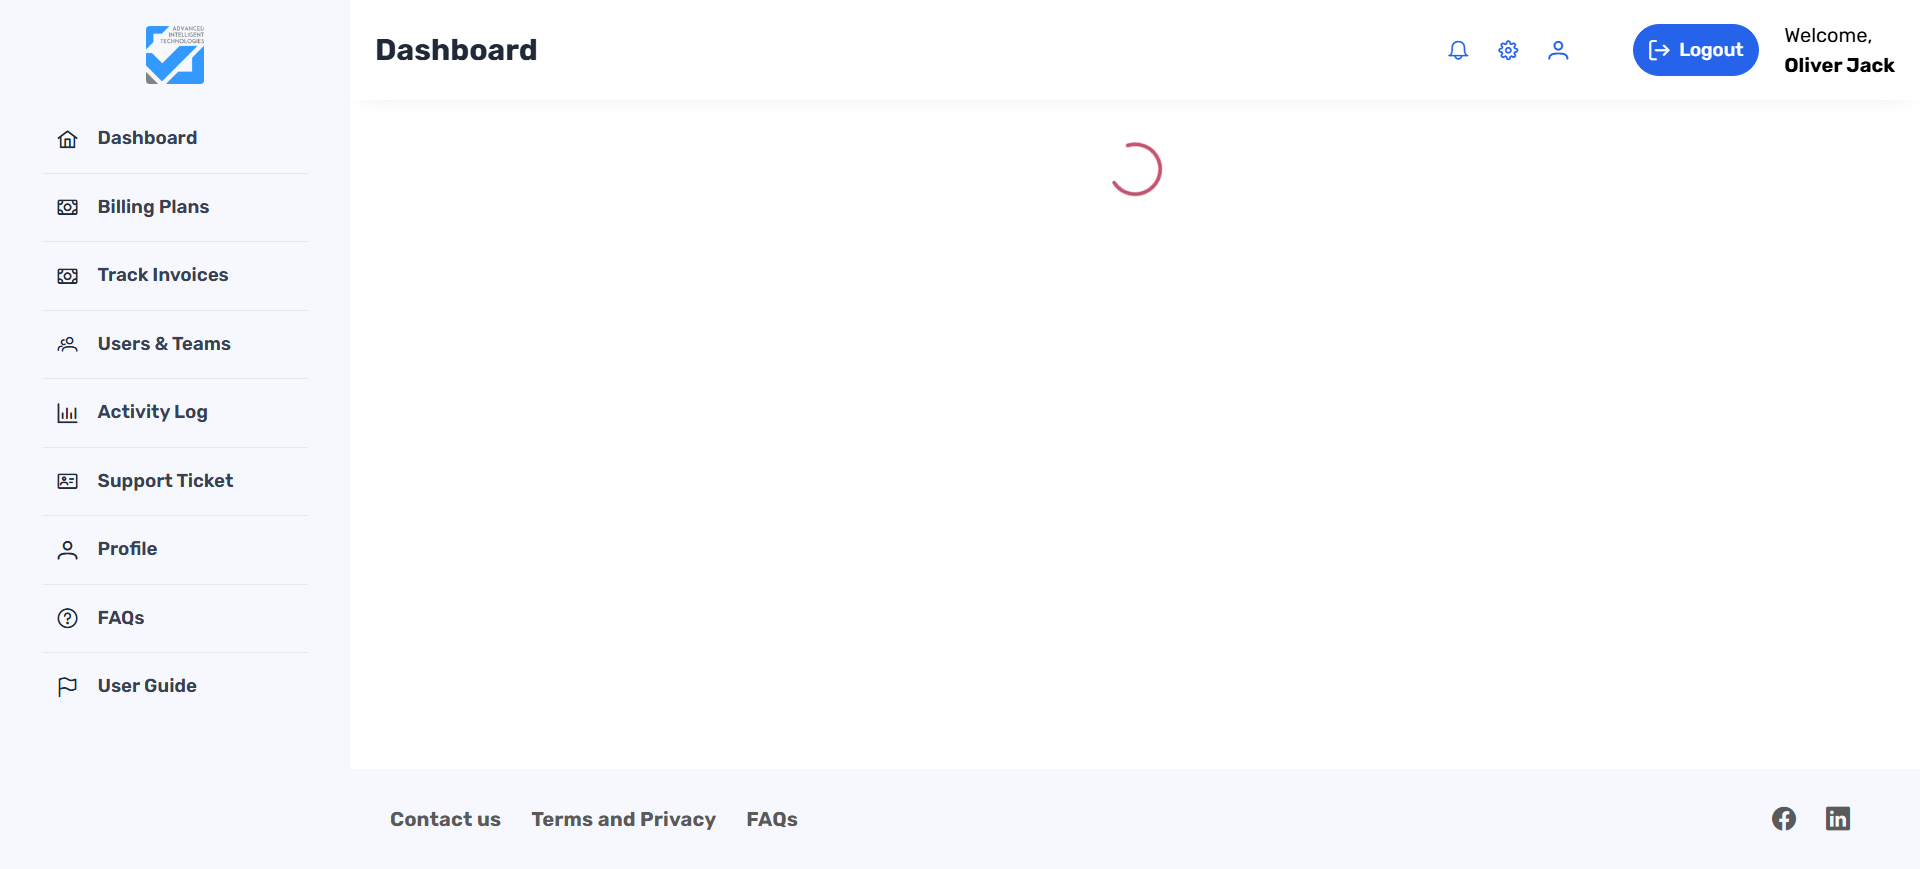 ADVANCED
INTELLIGENT
TECHNOLOGIES
Dashboard
Billing Plans
Track Invoices
Users & Teams
Activity Log
Support Ticket
Profile
FAQs
User Guide
Dashboard
Logout
Welcome,
Oliver Jack
Contact us
Terms and Privacy
FAQs